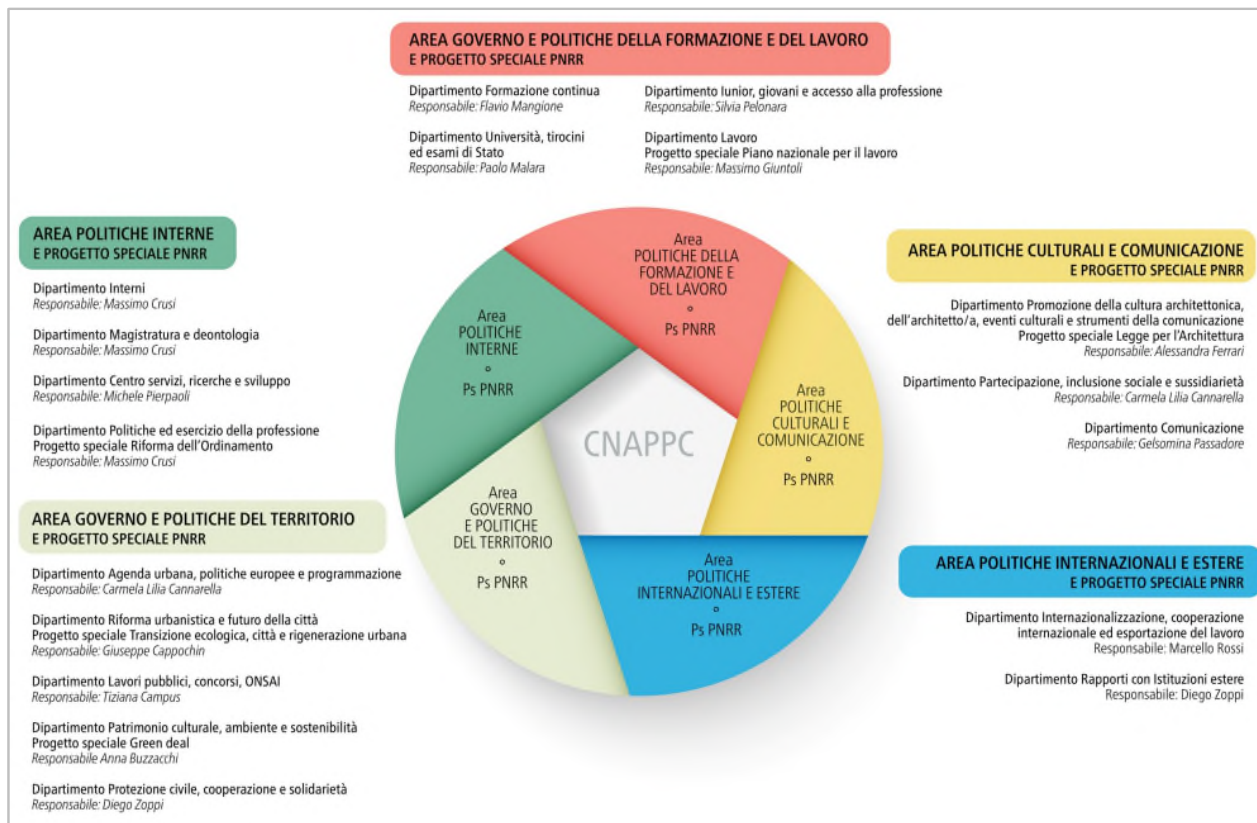 AREA GOVERNO E POLITICHE DELLA FORMAZIONE E DEL LAVORO
E PROGETTO SPECIALE PNRR
Dipartimento Formazione continua
Responsabile: Flavio Mangione
Dipartimento Università, tirocini
ed esami di Stato
Responsabile: Paolo Malara
Dipartimento Iunior, giovani e accesso alla professione
Responsabile: Silvia Pelonara
Dipartimento Lavoro
Progetto speciale Piano nazionale per il lavoro
Responsabile: Massimo Giuntoli
AREA POLITICHE INTERNE
E PROGETTO SPECIALE PNRR
Dipartimento Interni
Responsabile: Massimo Crusi
Dipartimento Magistratura e deontologia
Responsabile: Massimo Crusi
Dipartimento Centro servizi, ricerche e sviluppo
Responsabile: Michele Pierpaoli
Dipartimento Politiche ed esercizio della professione
Progetto speciale Riforma dell'Ordinamento
Responsabile: Massimo Crusi
AREA GOVERNO E POLITICHE DEL TERRITORIO
E PROGETTO SPECIALE PNRR
Dipartimento Agenda urbana, politiche europee e programmazione
Responsabile: Carmela Lilia Cannarella
Dipartimento Riforma urbanistica e futuro della città
Progetto speciale Transizione ecologica, città e rigenerazione urbana
Responsabile: Giuseppe Cappochin
Dipartimento Lavori pubblici, concorsi, ONSAI
Responsabile: Tiziana Campus
Dipartimento Patrimonio culturale, ambiente e sostenibilità
Progetto speciale Green deal
Responsabile Anna Buzzacchi
Dipartimento Protezione civile, cooperazione e solidarietà
Responsabile: Diego Zoppi
Area
POLITICHE DELLA
FORMAZIONE E
DEL LAVORO
Ps PNRR
Area
POLITICHE
INTERNE
Ps PNRR
Area
POLITICHE
CULTURALI E
COMUNICAZIONE
Ps PNRR
CNAPPC
Area
GOVERNO
E POLITICHE
DEL TERRITORIO
Ps PNRR
Area
POLITICHE
INTERNAZIONALI E ESTERE
Ps PNRR
AREA POLITICHE CULTURALI E COMUNICAZIONE
E PROGETTO SPECIALE PNRR
Dipartimento Promozione della cultura architettonica,
dell'architetto/a, eventi culturali e strumenti della comunicazione
Progetto speciale Legge per l'Architettura
Responsabile: Alessandra Ferrari
Dipartimento Partecipazione, inclusione sociale e sussidiarietà
Responsabile: Carmela Lilia Cannarella
Dipartimento Comunicazione
Responsabile: Gelsomina Passadore
AREA POLITICHE INTERNAZIONALI E ESTERE
E PROGETTO SPECIALE PNRR
Dipartimento Internazionalizzazione, cooperazione
internazionale ed esportazione del lavoro
Responsabile: Marcello Rossi
Dipartimento Rapporti con Istituzioni estere
Responsabile: Diego Zoppi